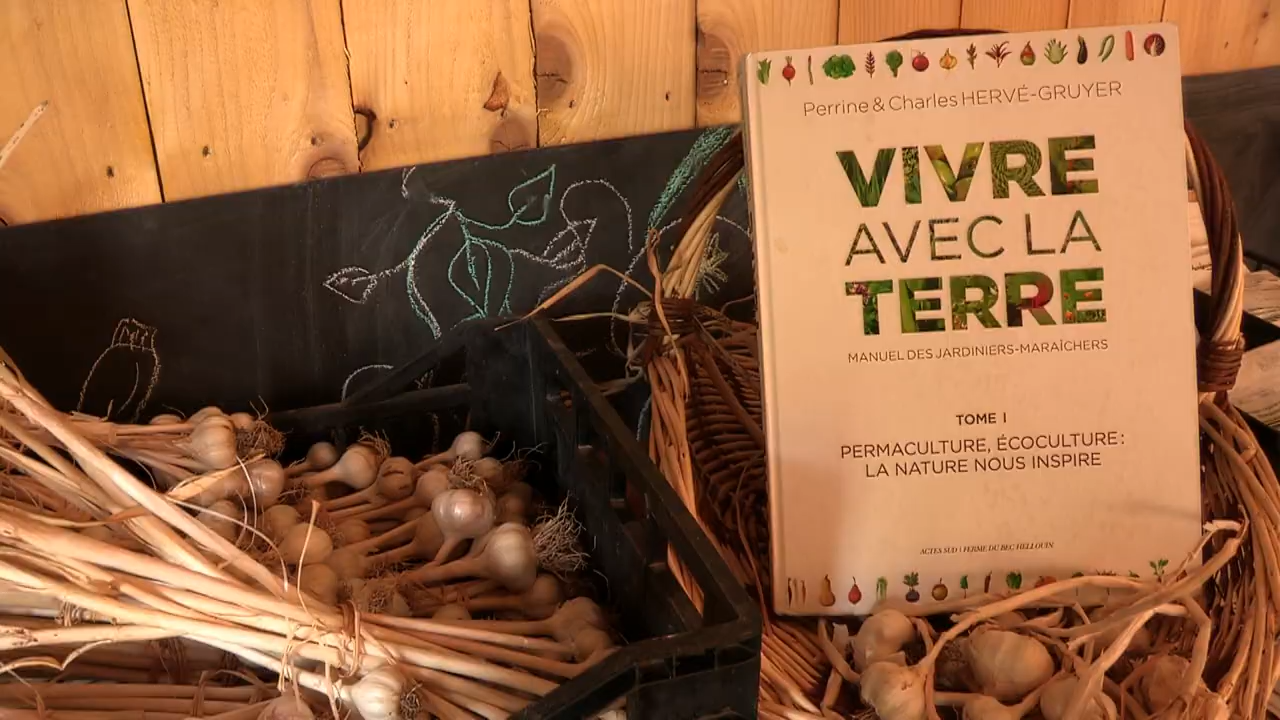 Perrine & Charles HERVÉ-GRUYER
VIVRE
AVEC LA
TERRE
MANUEL DES JARDINIERS-MARAÎCHERS
TOME I
PERMACULTURE, ÉCOCULTURE :
LA NATURE NOUS INSPIRE
ACTES SUD | FERME DU BEC HELLOUIN